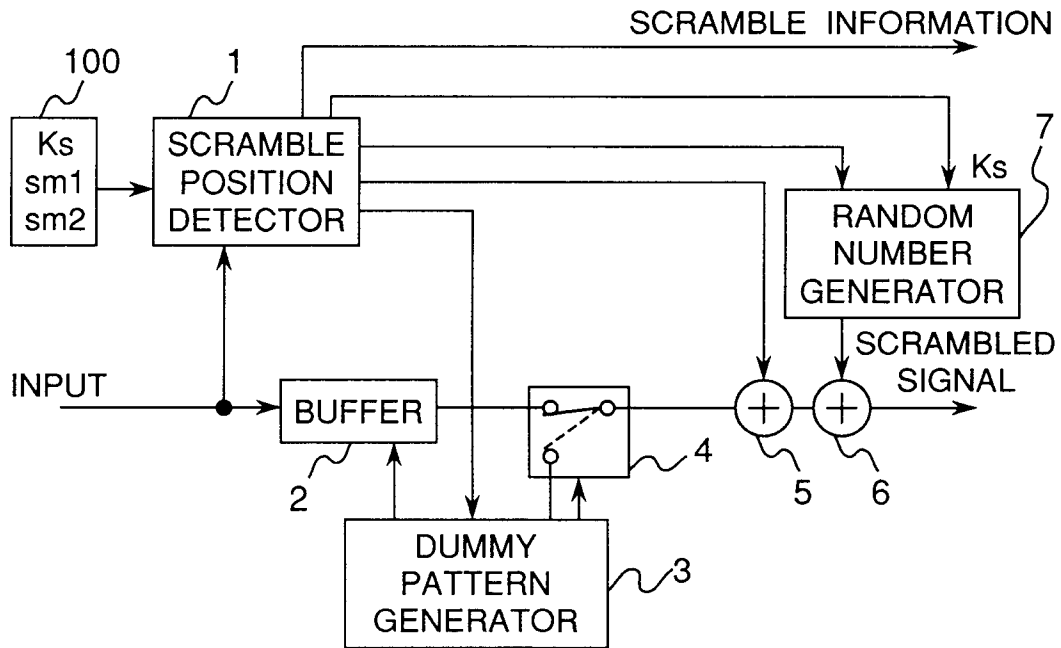 SCRAMBLE INFORMATION
100
1
Ks
sm1
sm2
SCRAMBLE
POSITION
DETECTOR
7
Ks
RANDOM
NUMBER
GENERATOR
SCRAMBLED
SIGNAL
INPUT
BUFFER
2
4
5
6
DUMMY
PATTERN
GENERATOR
3